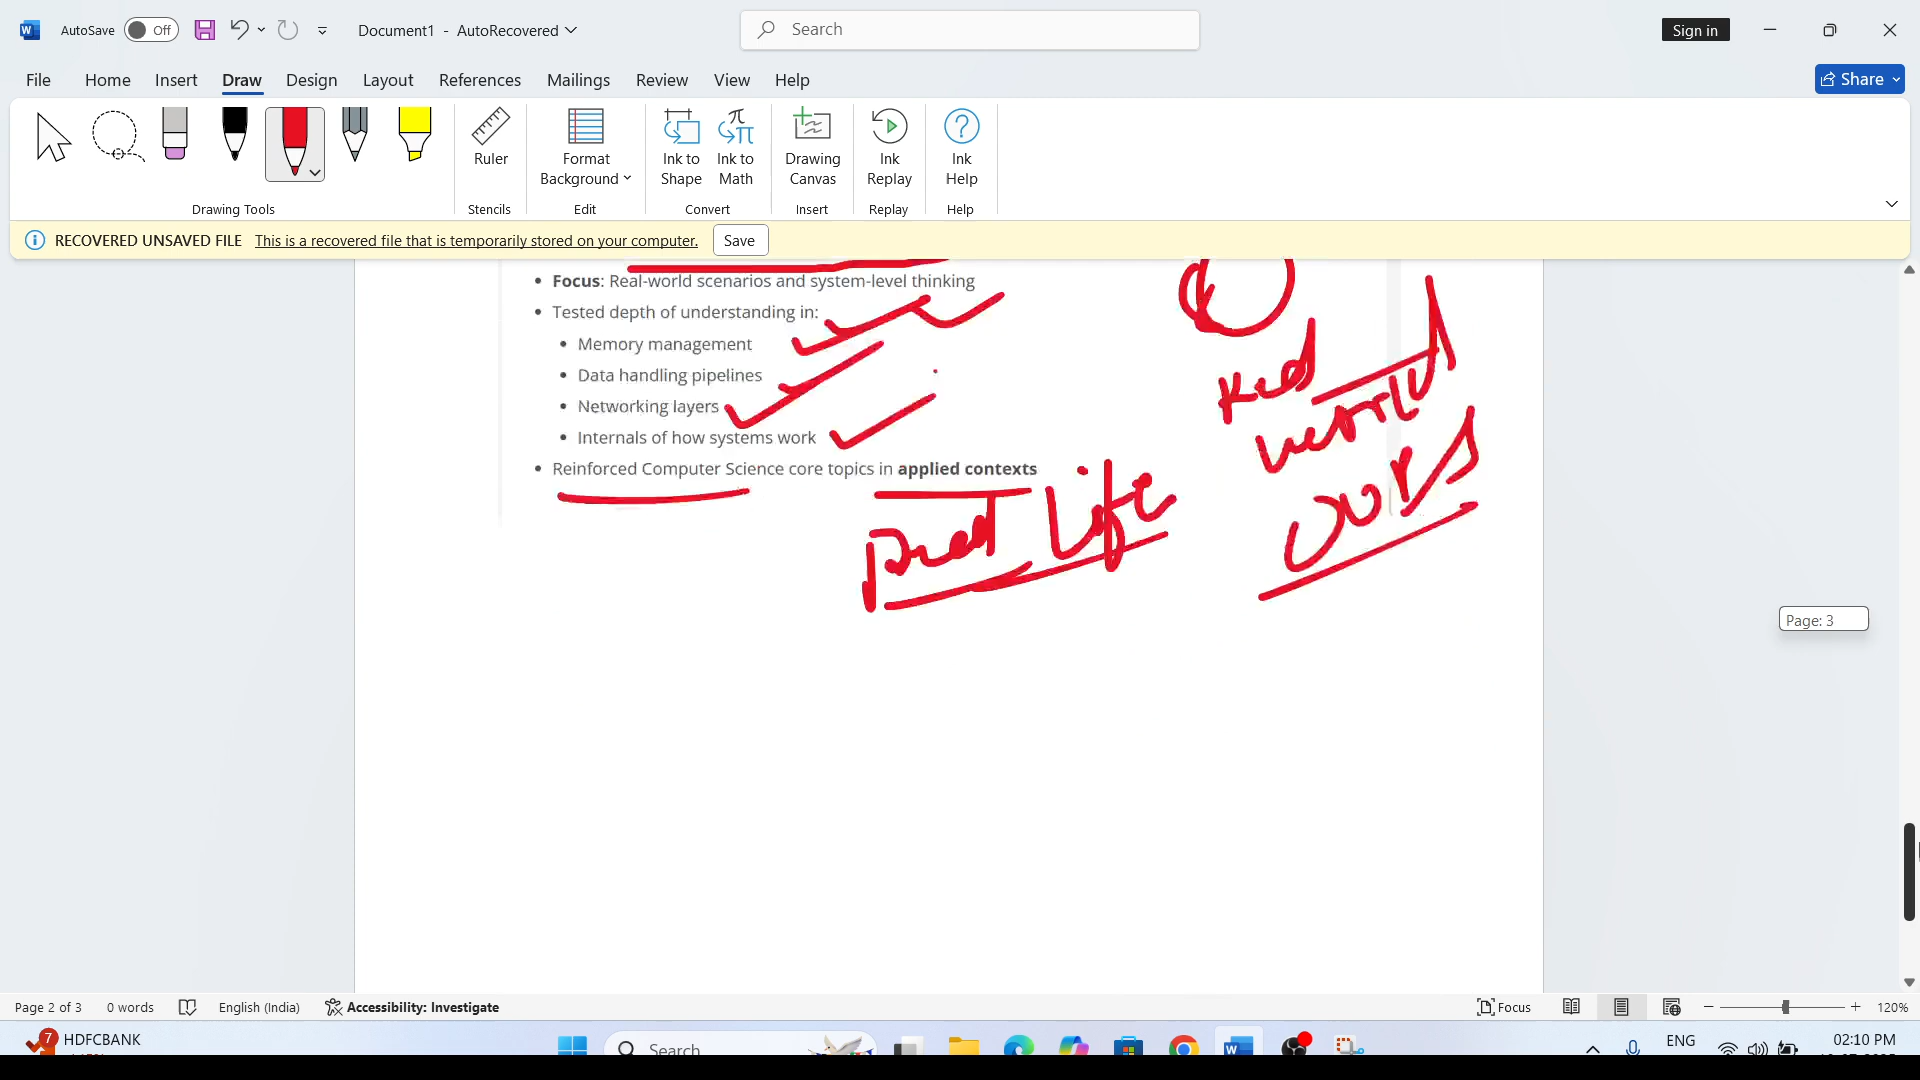 AutoSave Off Document1 - AutoRecovered Search Sign in
File Home Insert Draw Design Layout References Mailings Review View Help Share
Ruler Format Background Ink to Shape Ink to Math Drawing Canvas Ink Replay Ink Help
Drawing Tools Stencils Edit Convert Insert Replay Help
RECOVERED UNSAVED FILE This is a recovered file that is temporarily stored on your computer. Save
• Focus: Real-world scenarios and system-level thinking
• Tested depth of understanding in:
• Memory management
• Data handling pipelines
• Networking layers
• Internals of how systems work
• Reinforced Computer Science core topics in applied contexts
Life
world
OOPS
Page: 3
Page 2 of 3 0 words English (India) Accessibility: Investigate Focus 120%
7 HDFCBANK
Search
ENG 02:10 PM